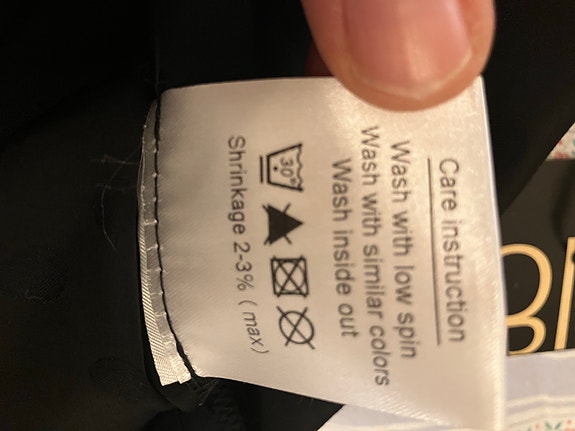 Care instruction
Wash with low spin
Wash with similar colors
Wash inside out
30°
Shrinkage 2-3% ( max)